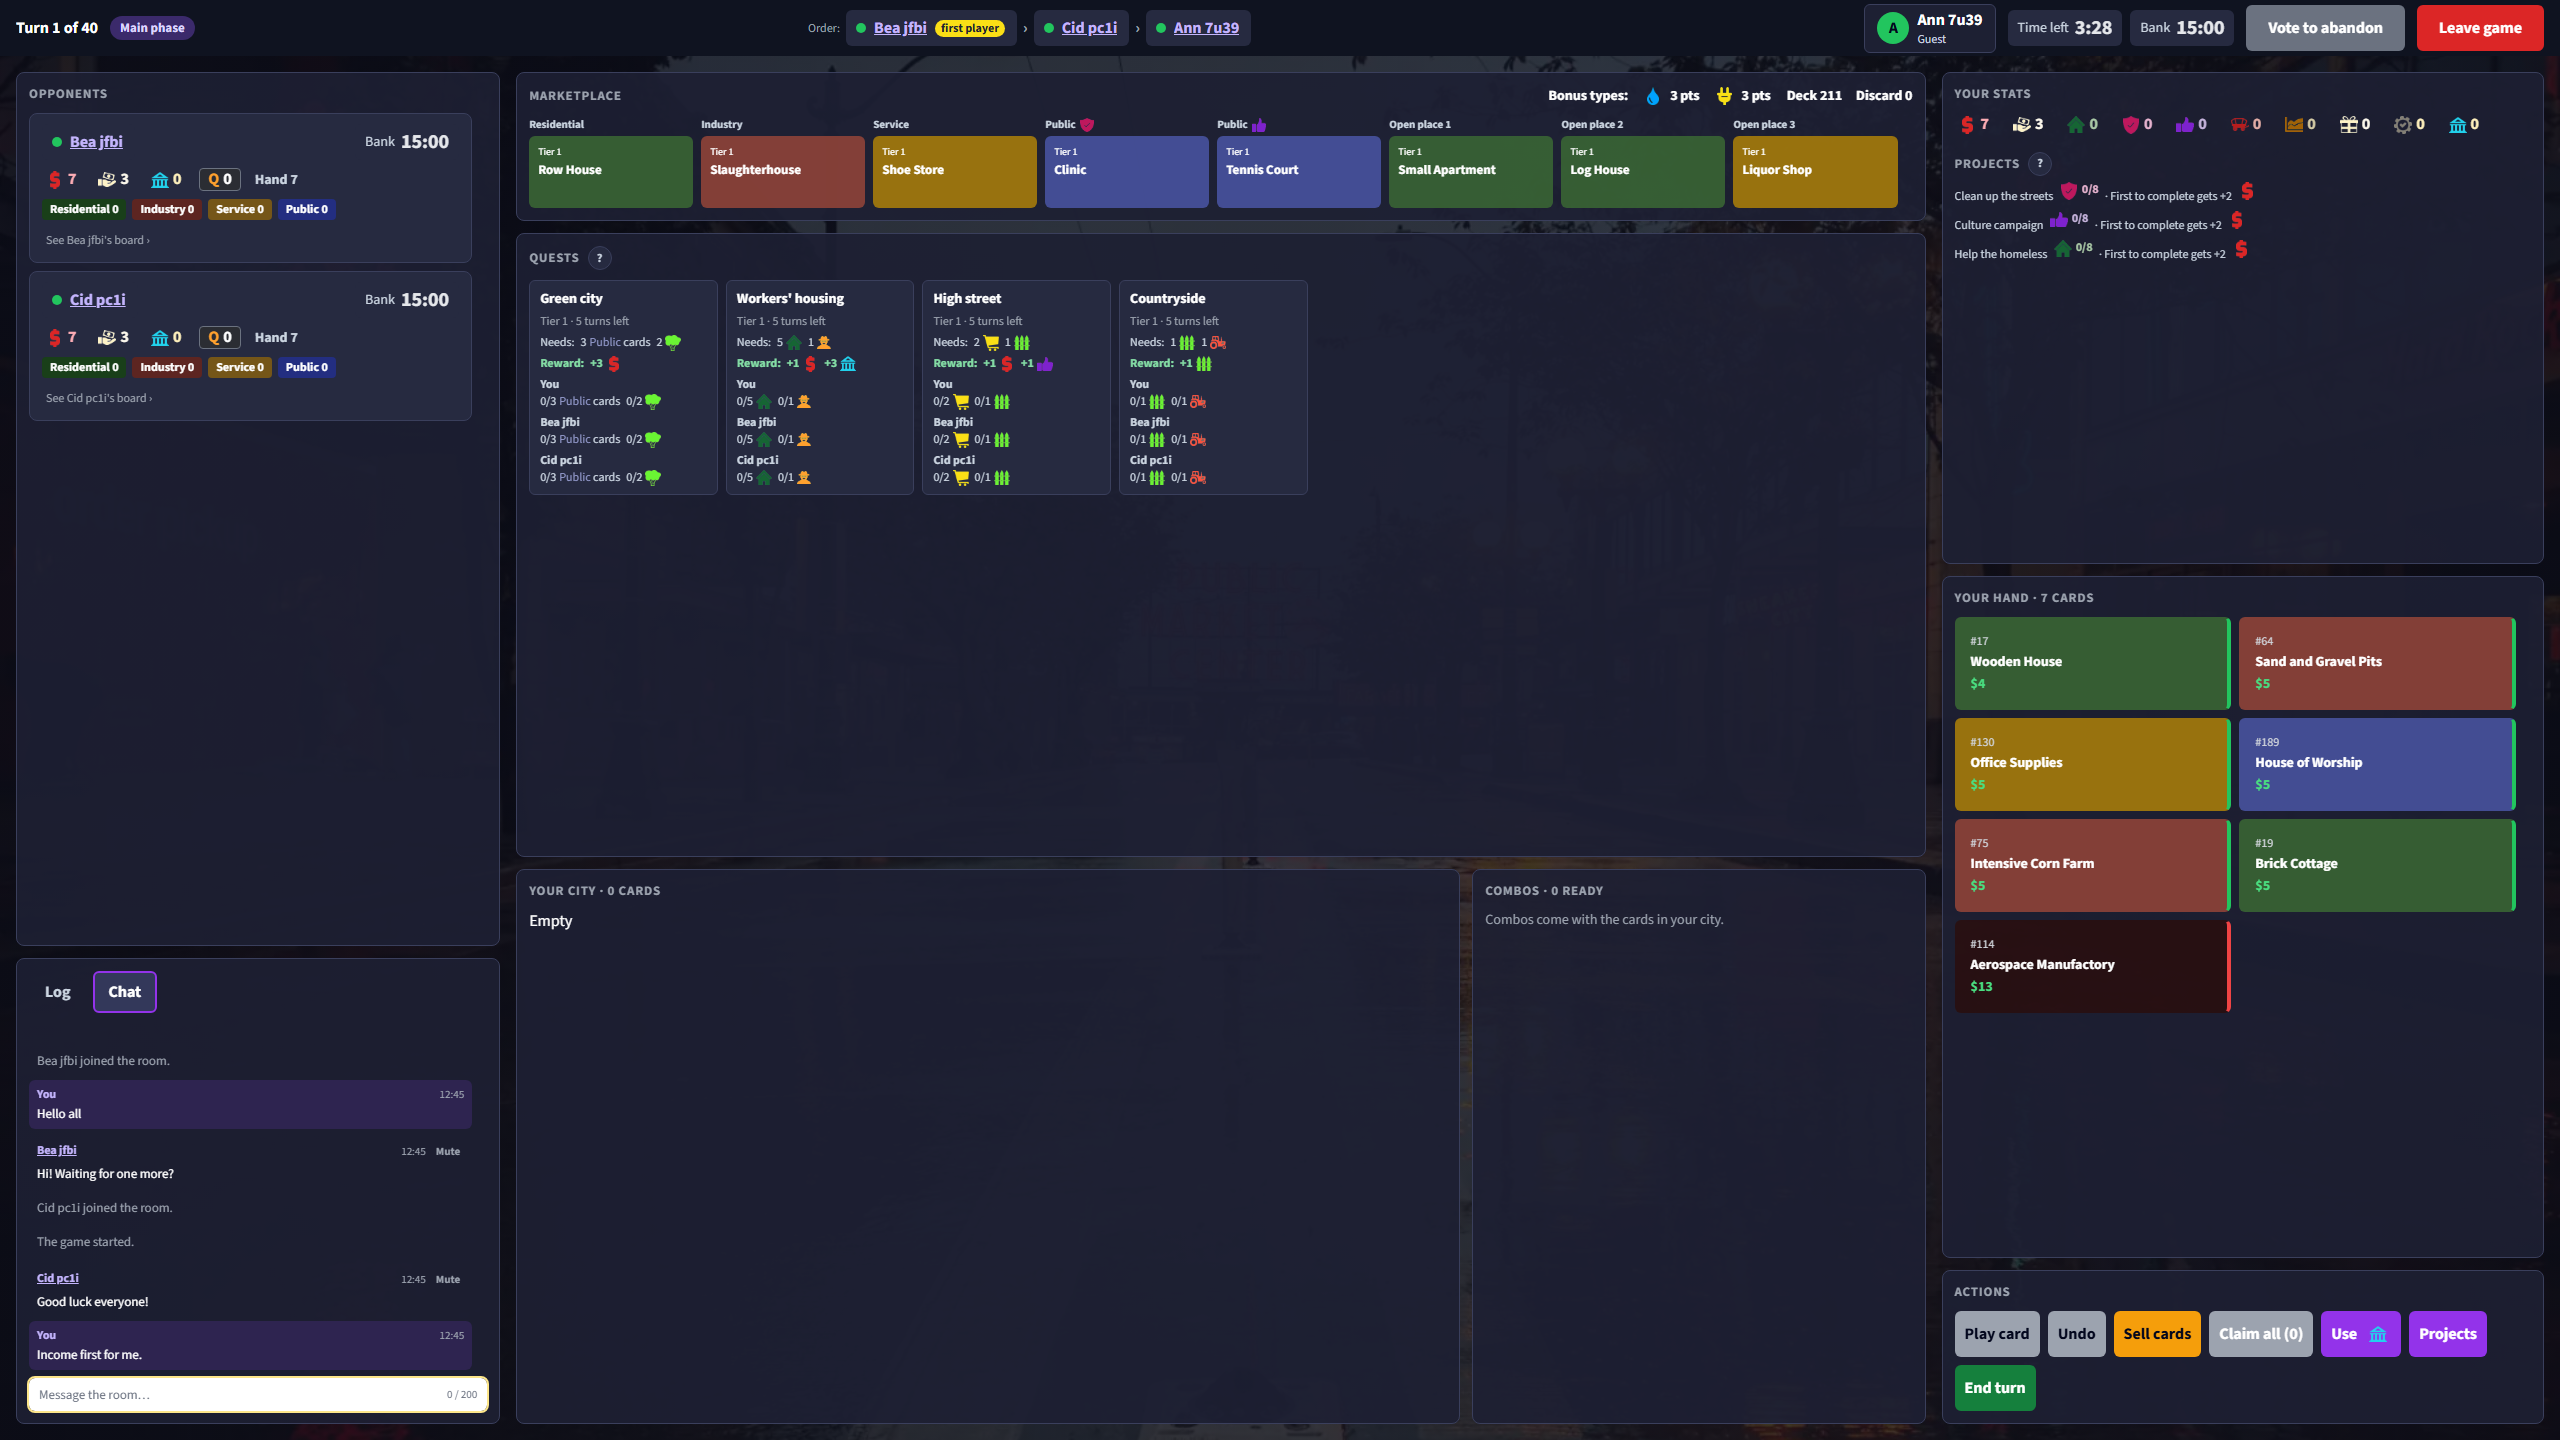 Turn 1 of 40 Main phase
Order: Bea jfbi first player › Cid pc1i › Ann 7u39
A Ann 7u39
Guest
Time left 3:28
Bank 15:00
Vote to abandon
Leave game
OPPONENTS
Bea jfbi Bank 15:00
7 3 0 Q 0 Hand 7
Residential 0 Industry 0 Service 0 Public 0
See Bea jfbi's board ›
Cid pc1i Bank 15:00
7 3 0 Q 0 Hand 7
Residential 0 Industry 0 Service 0 Public 0
See Cid pc1i's board ›
Log Chat
Bea jfbi joined the room.
You 12:45
Hello all
Bea jfbi 12:45 Mute
Hi! Waiting for one more?
Cid pc1i joined the room.
The game started.
Cid pc1i 12:45 Mute
Good luck everyone!
You 12:45
Income first for me.
Message the room… 0 / 200
MARKETPLACE
Bonus types: 3 pts 3 pts Deck 211 Discard 0
Residential Industry Service Public Public Open place 1 Open place 2 Open place 3
Tier 1 Tier 1 Tier 1 Tier 1 Tier 1 Tier 1 Tier 1 Tier 1
Row House Slaughterhouse Shoe Store Clinic Tennis Court Small Apartment Log House Liquor Shop
QUESTS ?
Green city
Tier 1 · 5 turns left
Needs: 3 Public cards 2
Reward: +3 $
You
0/3 Public cards 0/2
Bea jfbi
0/3 Public cards 0/2
Cid pc1i
0/3 Public cards 0/2
Workers' housing
Tier 1 · 5 turns left
Needs: 5 1
Reward: +1 $ +3
You
0/5 0/1
Bea jfbi
0/5 0/1
Cid pc1i
0/5 0/1
High street
Tier 1 · 5 turns left
Needs: 2 1
Reward: +1 $ +1
You
0/2 0/1
Bea jfbi
0/2 0/1
Cid pc1i
0/2 0/1
Countryside
Tier 1 · 5 turns left
Needs: 1 1
Reward: +1
You
0/1 0/1
Bea jfbi
0/1 0/1
Cid pc1i
0/1 0/1
YOUR CITY · 0 CARDS
Empty
COMBOS · 0 READY
Combos come with the cards in your city.
YOUR STATS
$ 7 3 0 0 0 0 0 0 0 0
PROJECTS ?
Clean up the streets 0/8 · First to complete gets +2 $
Culture campaign 0/8 · First to complete gets +2 $
Help the homeless 0/8 · First to complete gets +2 $
YOUR HAND · 7 CARDS
#17
Wooden House
$4
#64
Sand and Gravel Pits
$5
#130
Office Supplies
$5
#189
House of Worship
$5
#75
Intensive Corn Farm
$5
#19
Brick Cottage
$5
#114
Aerospace Manufactory
$13
ACTIONS
Play card Undo Sell cards Claim all (0) Use Projects
End turn